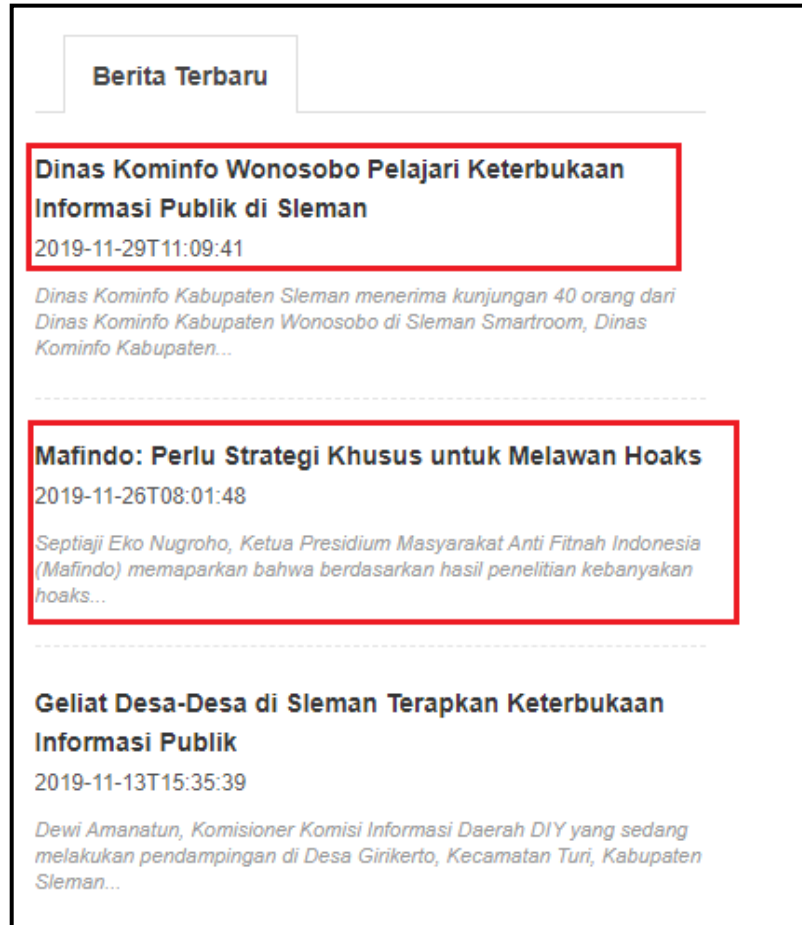 Berita Terbaru
Dinas Kominfo Wonosobo Pelajari Keterbukaan
Informasi Publik di Sleman
2019-11-29T11:09:41
Dinas Kominfo Kabupaten Sleman menerima kunjungan 40 orang dari
Dinas Kominfo Kabupaten Wonosobo di Sleman Smartroom, Dinas
Kominfo Kabupaten...
Mafindo: Perlu Strategi Khusus untuk Melawan Hoaks
2019-11-26T08:01:48
Septiaji Eko Nugroho, Ketua Presidium Masyarakat Anti Fitnah Indonesia
(Mafindo) memaparkan bahwa berdasarkan hasil penelitian kebanyakan
hoaks...
Geliat Desa-Desa di Sleman Terapkan Keterbukaan
Informasi Publik
2019-11-13T15:35:39
Dewi Amanatun, Komisioner Komisi Informasi Daerah DIY yang sedang
melakukan pendampingan di Desa Girikerto, Kecamatan Turi, Kabupaten
Sleman...